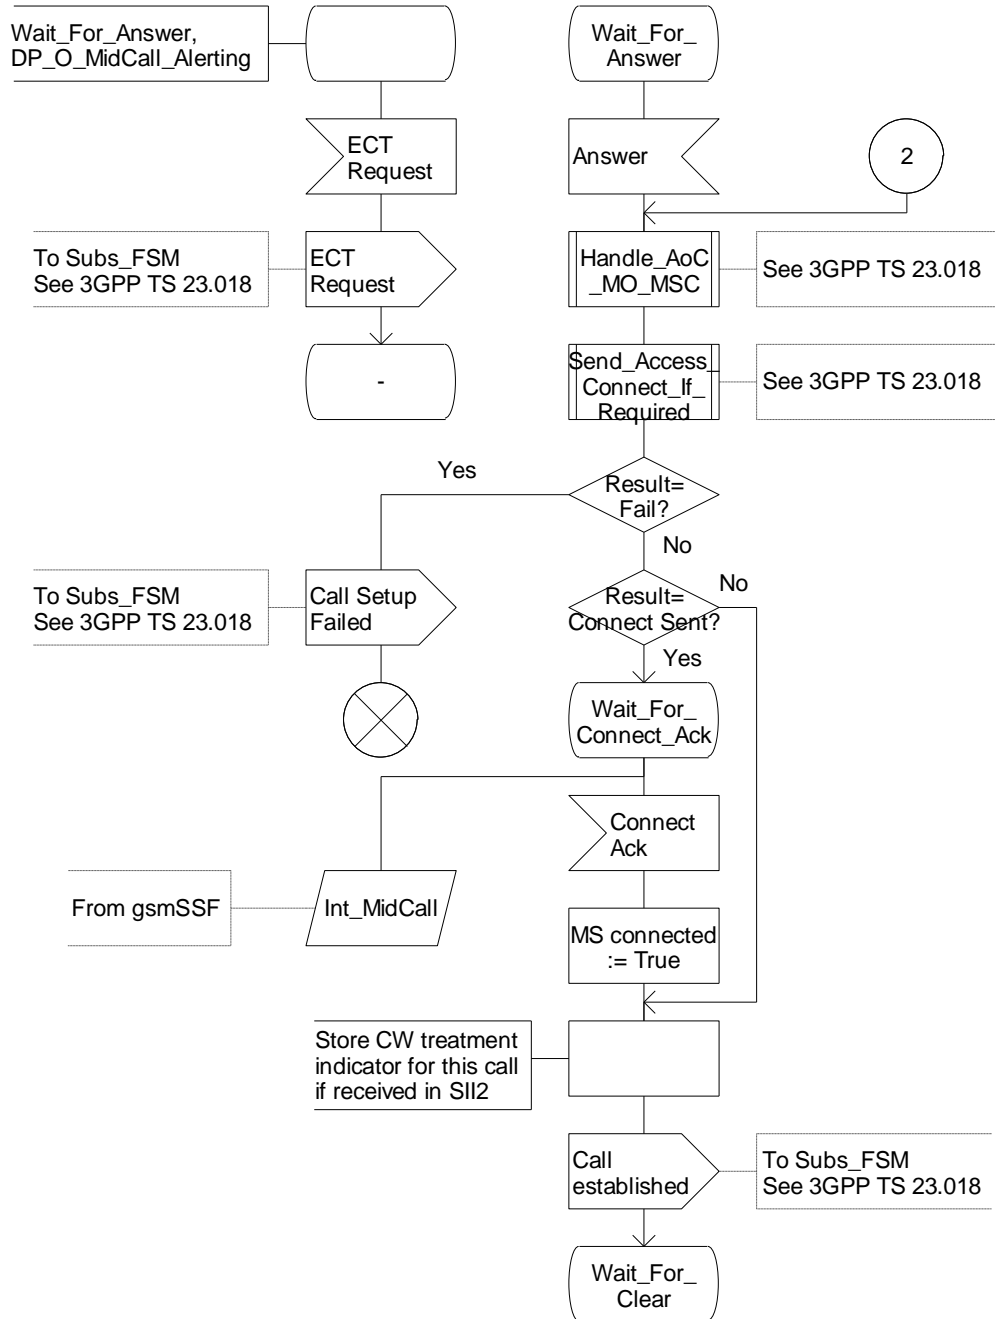 Wait_For_Answer,
DP_O_MidCall_Alerting
Wait_For_
Answer
ECT
Request
Answer
2
To Subs_FSM
See 3GPP TS 23.018
ECT
Request
Handle_AoC
_MO_MSC
See 3GPP TS 23.018
-
Send_Access_
Connect_If_
Required
See 3GPP TS 23.018
Yes
Result=
Fail?
No
To Subs_FSM
See 3GPP TS 23.018
Call Setup
Failed
Result=
Connect Sent?
No
Yes
Wait_For_
Connect_Ack
Connect
Ack
From gsmSSF
Int_MidCall
MS connected
:= True
Store CW treatment
indicator for this call
if received in SII2
Call
established
To Subs_FSM
See 3GPP TS 23.018
Wait_For_
Clear